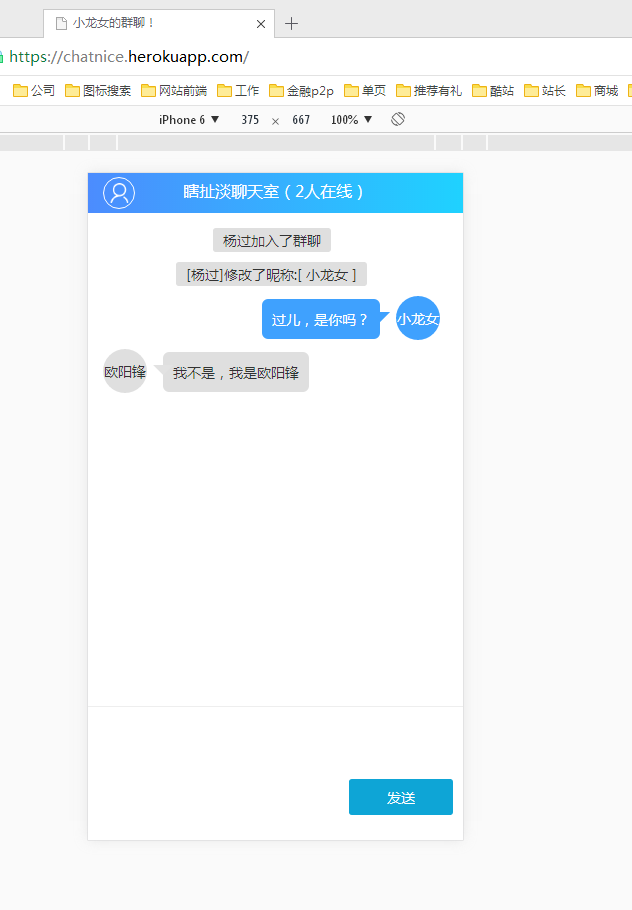 小龙女的群聊！
https://chatnice.herokuapp.com/
公司 图标搜索 网站前端 工作 金融p2p 单页 推荐有礼 酷站 站长 商城
iPhone 6 ▼ 375 × 667 100% ▼
瞎扯淡聊天室（2人在线）
杨过加入了群聊
[杨过]修改了昵称:[ 小龙女 ]
过儿，是你吗？ 小龙女
欧阳锋 我不是，我是欧阳锋
发送